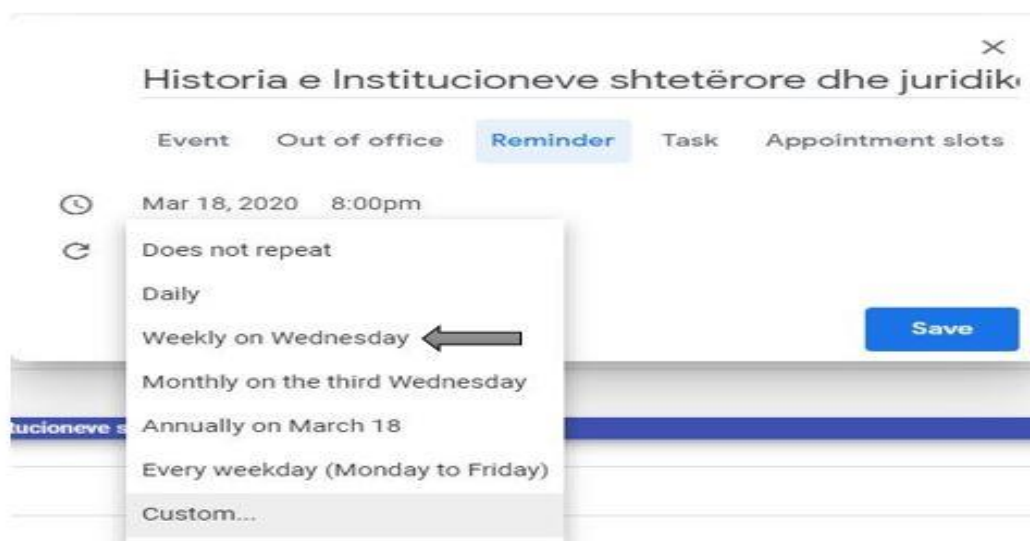 Historia e Institucioneve shtetërore dhe juridik
Event Out of office Reminder Task Appointment slots
Mar 18, 2020 8:00pm
Does not repeat
Daily
Weekly on Wednesday
Save
Monthly on the third Wednesday
Annually on March 18
tucioneve s
Every weekday (Monday to Friday)
Custom...